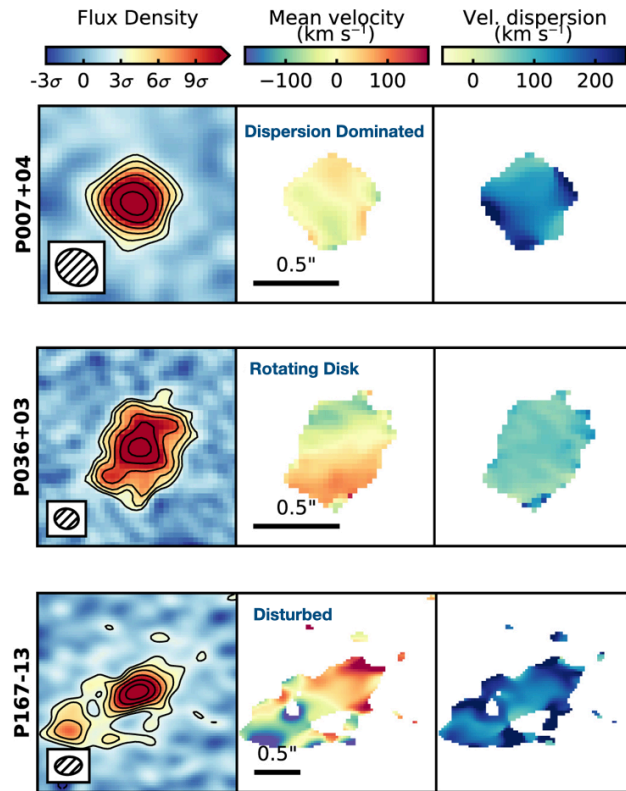 Flux Density Mean velocity Vel. dispersion
(km s⁻¹) (km s⁻¹)
-3σ 0 3σ 6σ 9σ −100 0 100 0 100 200
P007+04
Dispersion Dominated
0.5"
P036+03
Rotating Disk
0.5"
P167-13
Disturbed
0.5"